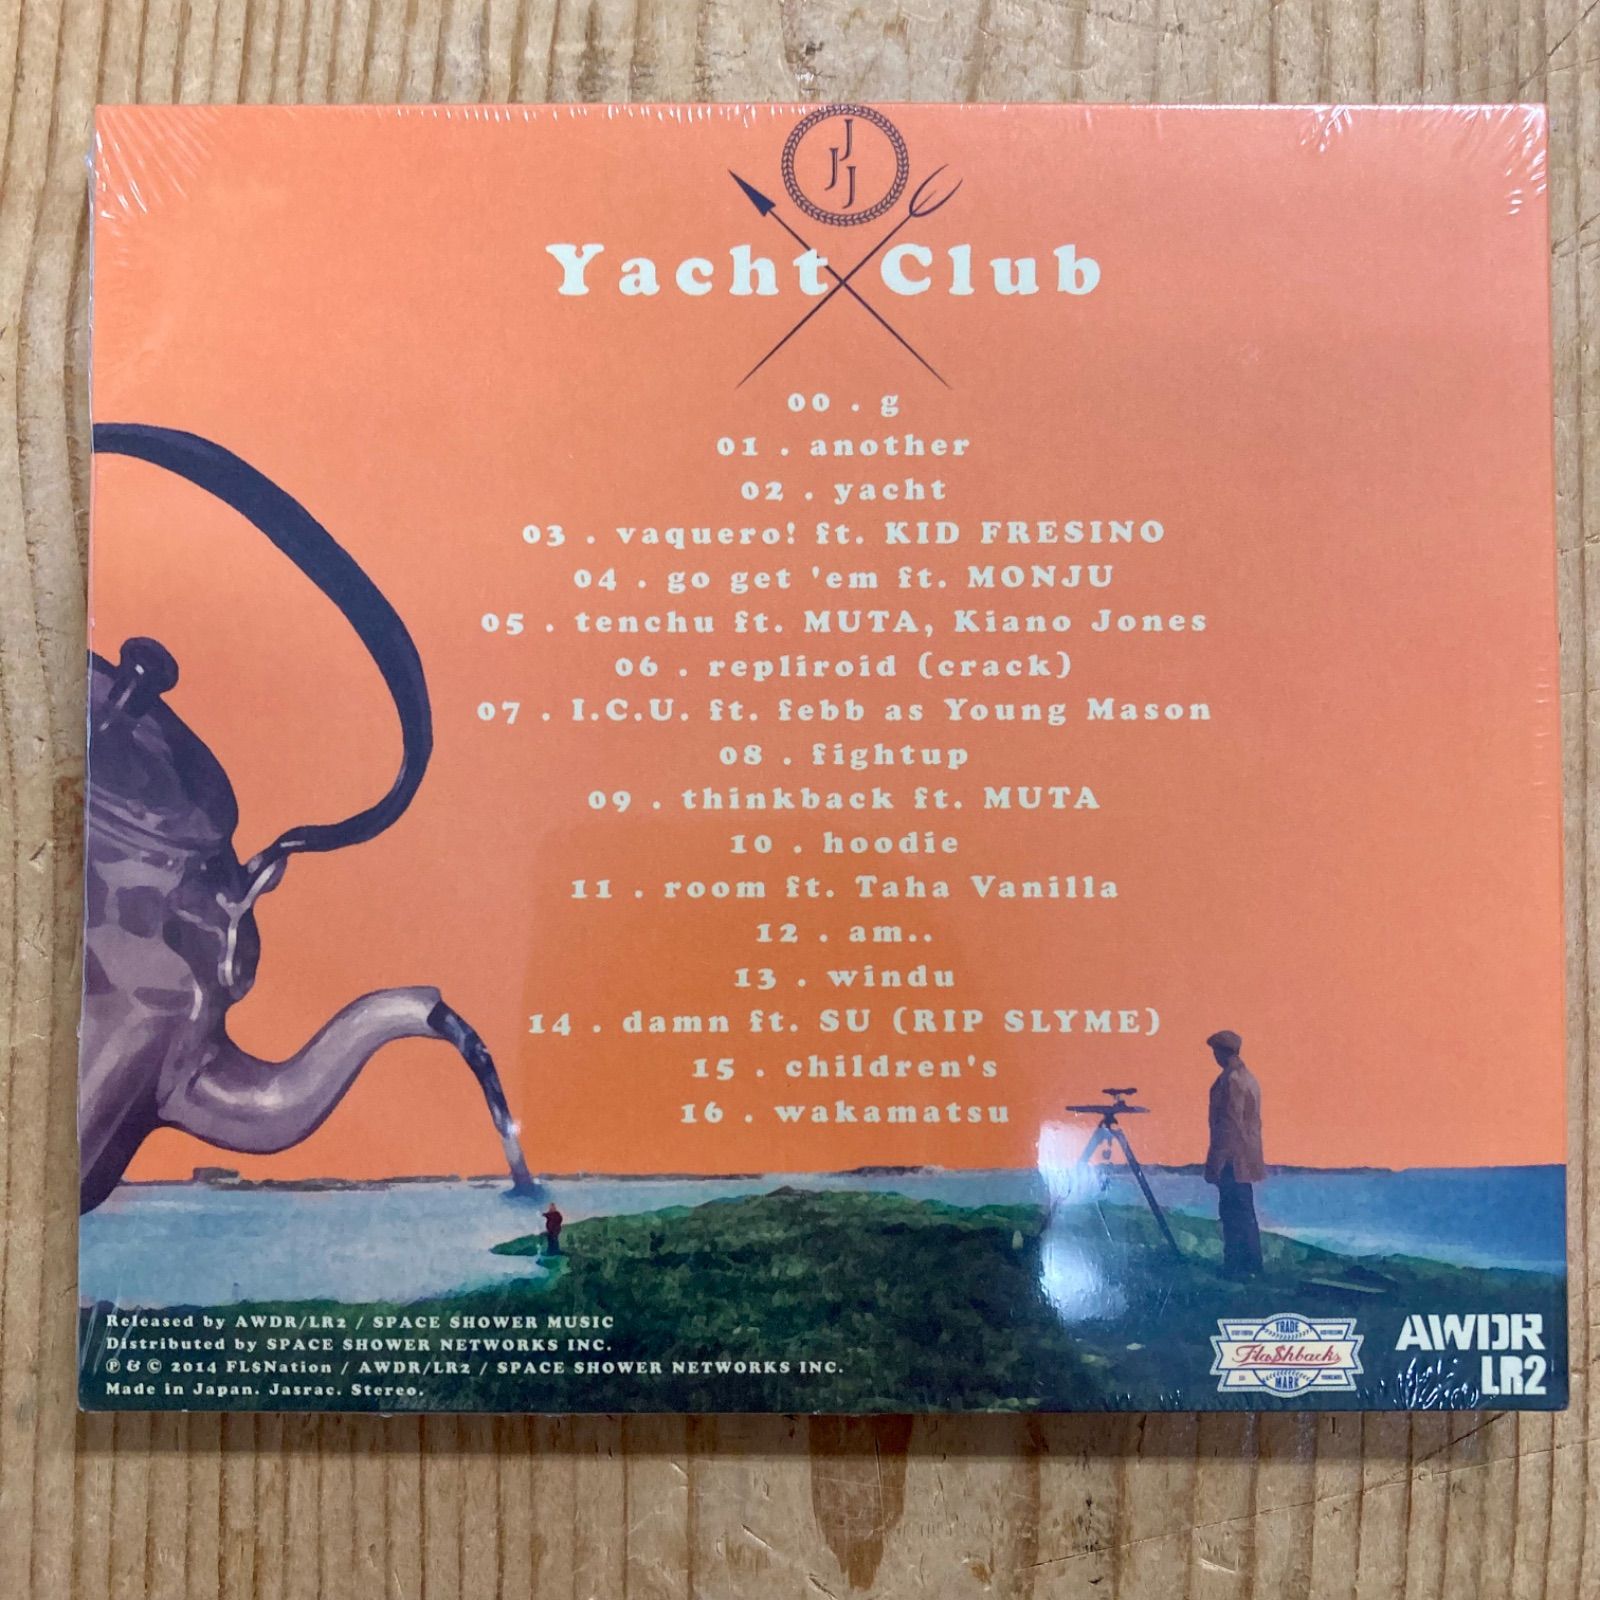 J
J
J
Yacht Club
00 . g
01 . another
02 . yacht
03 . vaquero! ft. KID FRESINO
04 . go get 'em ft. MONJU
05 . tenchu ft. MUTA, Kiano Jones
06 . repliroid (crack)
07 . I.C.U. ft. febb as Young Mason
08 . fightup
09 . thinkback ft. MUTA
10 . hoodie
11 . room ft. Taha Vanilla
12 . am..
13 . windu
14 . damn ft. SU (RIP SLYME)
15 . children's
16 . wakamatsu
Released by AWDR/LR2 / SPACE SHOWER MUSIC
Distributed by SPACE SHOWER NETWORKS INC.
℗ & © 2014 FL$Nation / AWDR/LR2 / SPACE SHOWER NETWORKS INC.
Made in Japan. Jasrac. Stereo.
TRADE
Fla$hbacks
MARK
AWDR
LR2